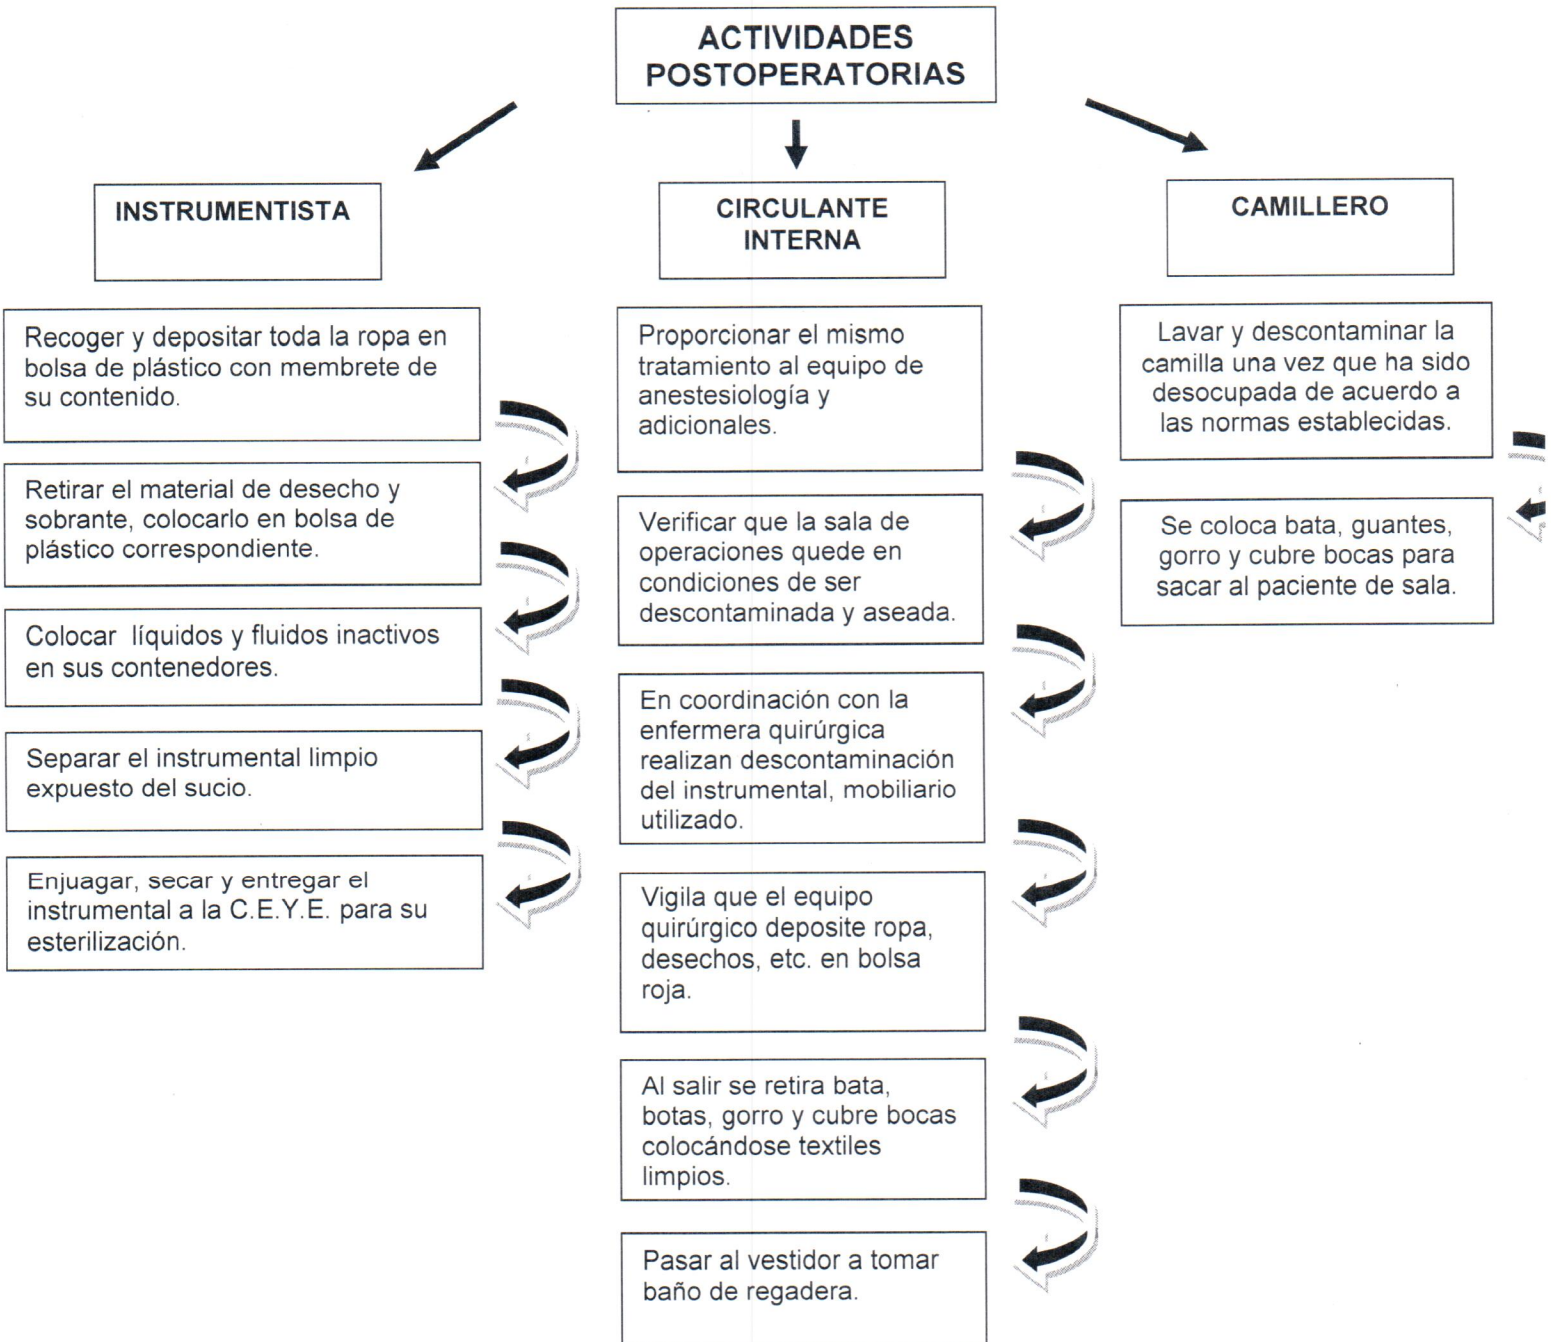 ACTIVIDADES
POSTOPERATORIAS
INSTRUMENTISTA
Recoger y depositar toda la ropa en
bolsa de plástico con membrete de
su contenido.
Retirar el material de desecho y
sobrante, colocarlo en bolsa de
plástico correspondiente.
Colocar líquidos y fluidos inactivos
en sus contenedores.
Separar el instrumental limpio
expuesto del sucio.
Enjuagar, secar y entregar el
instrumental a la C.E.Y.E. para su
esterilización.
CIRCULANTE
INTERNA
Proporcionar el mismo
tratamiento al equipo de
anestesiología y
adicionales.
Verificar que la sala de
operaciones quede en
condiciones de ser
descontaminada y aseada.
En coordinación con la
enfermera quirúrgica
realizan descontaminación
del instrumental, mobiliario
utilizado.
Vigila que el equipo
quirúrgico deposite ropa,
desechos, etc. en bolsa
roja.
Al salir se retira bata,
botas, gorro y cubre bocas
colocándose textiles
limpios.
Pasar al vestidor a tomar
baño de regadera.
CAMILLERO
Lavar y descontaminar la
camilla una vez que ha sido
desocupada de acuerdo a
las normas establecidas.
Se coloca bata, guantes,
gorro y cubre bocas para
sacar al paciente de sala.